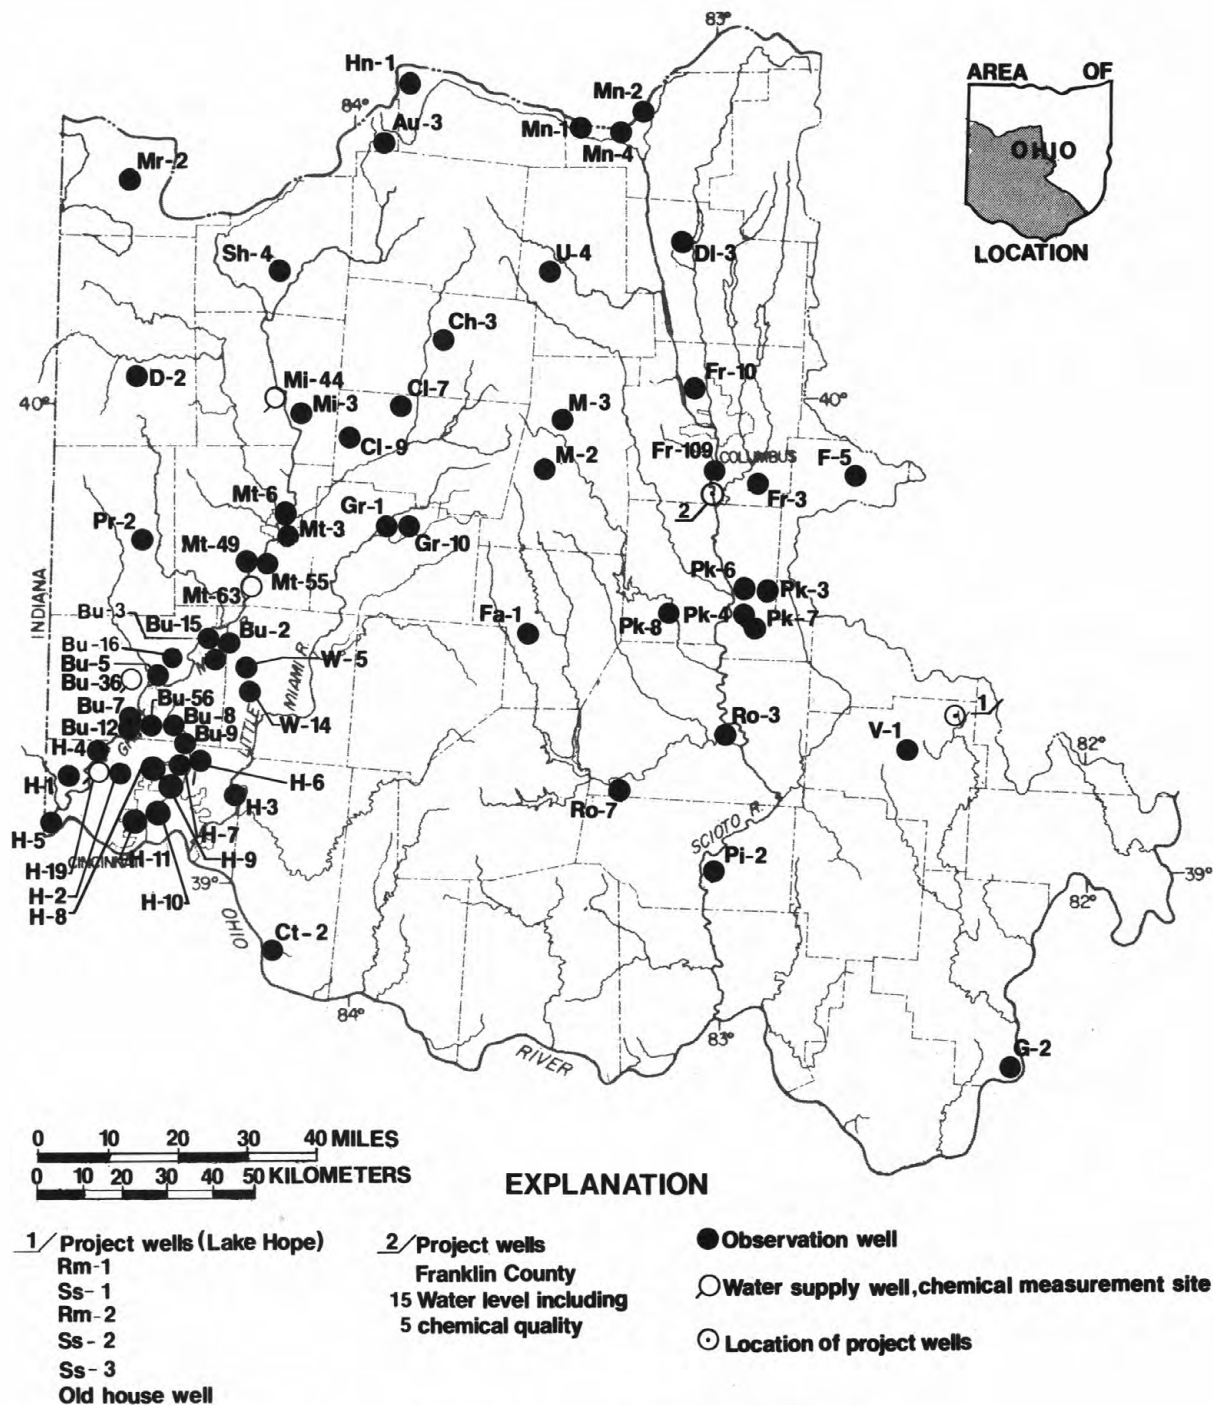 83°
AREA OF
OHIO
LOCATION
Hn-1
84°
Au-3
Mn-2
Mn-1
Mn-4
Mr-2
Sh-4
U-4
Dl-3
Ch-3
D-2
Mi-44
Mi-3
Cl-7
Fr-10
40°
M-3
40°
Cl-9
M-2
Fr-109
COLUMBUS
F-5
Fr-3
2
Mt-6
Gr-1
Mt-3
Gr-10
Pr-2
Mt-49
Mt-55
Mt-63
INDIANA
Pk-6
Pk-3
Bu-3
Bu-15
Bu-2
Fa-1
Pk-8
Pk-4
Pk-7
Bu-16
Bu-5
Bu-36
W-5
Bu-56
Bu-7
Bu-8
Bu-12
Bu-9
W-14
LITTLE MIAMI R.
Ro-3
V-1
1
82°
H-4
H-1
H-6
H-3
Ro-7
H-5
H-7
H-19
CINCINNATI
H-11
H-9
H-2
H-8
H-10
39°
SCIOTO R.
Pi-2
39°
82°
OHIO
Ct-2
84°
RIVER
83°
G-2
0 10 20 30 40 MILES
0 10 20 30 40 50 KILOMETERS
EXPLANATION
1/ Project wells (Lake Hope)
Rm-1
Ss-1
Rm-2
Ss-2
Ss-3
Old house well
2/ Project wells
Franklin County
15 Water level including
5 chemical quality
Observation well
Water supply well, chemical measurement site
Location of project wells